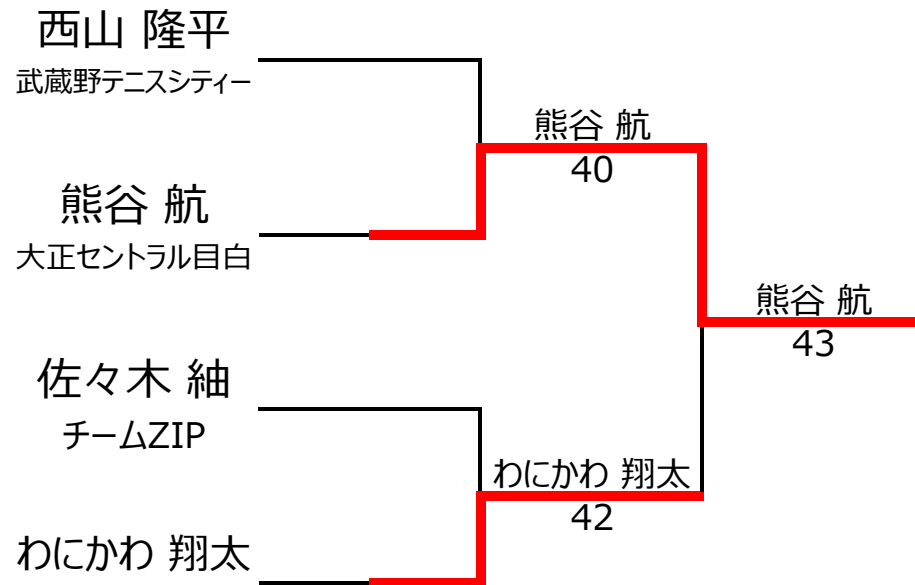 西山 隆平
武蔵野テニスシティー
熊谷 航
40
熊谷 航
大正セントラル目白
熊谷 航
43
佐々木 紬
チームZIP
わにかわ 翔太
42
わにかわ 翔太